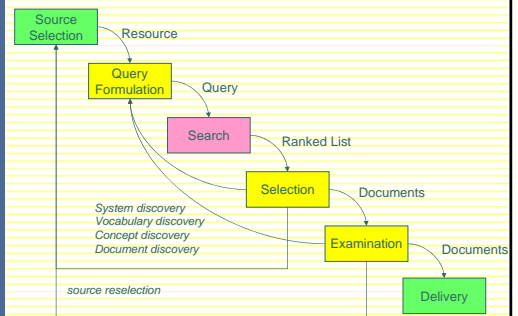 Source
Selection
Resource
Query
Formulation
Query
Search
Ranked List
Selection
Documents
System discovery
Vocabulary discovery
Concept discovery
Document discovery
Examination
Documents
source reselection
Delivery